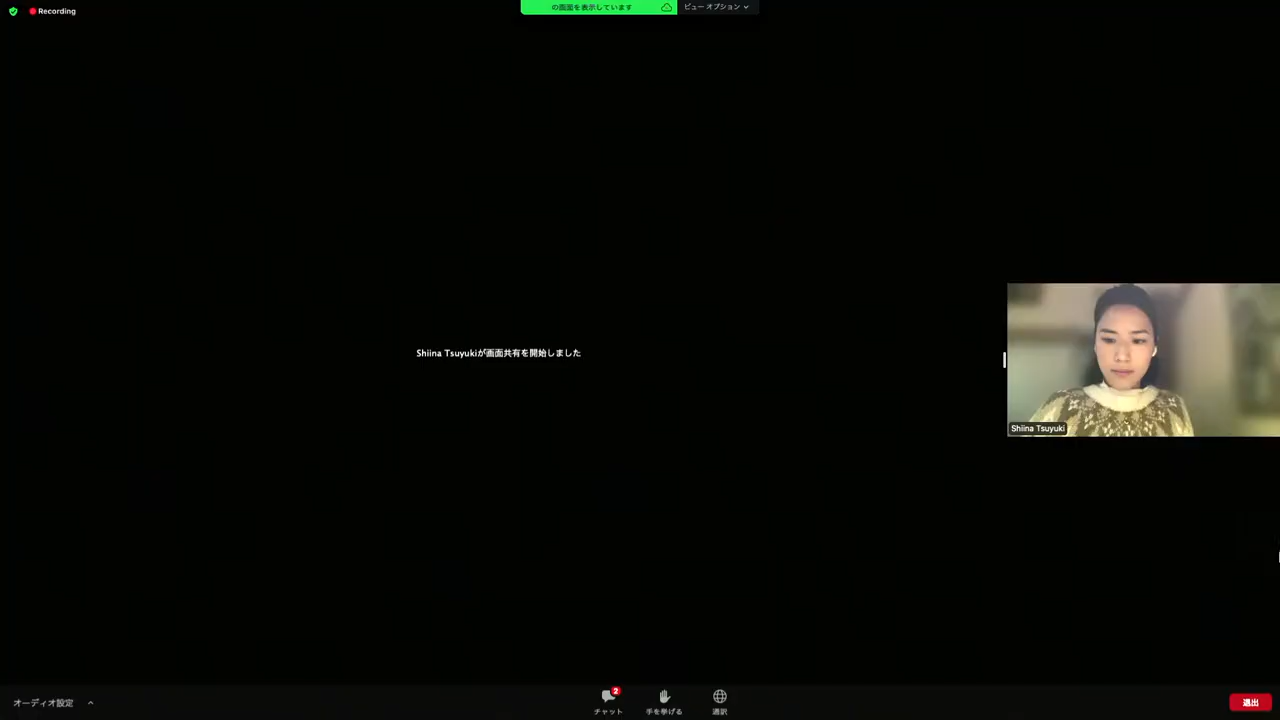 Recording
の画面を表示しています
ビュー オプション
Shiina Tsuyukiが画面共有を開始しました
Shiina Tsuyuki
オーディオ設定
2
チャット
手を挙げる
通訳
退出